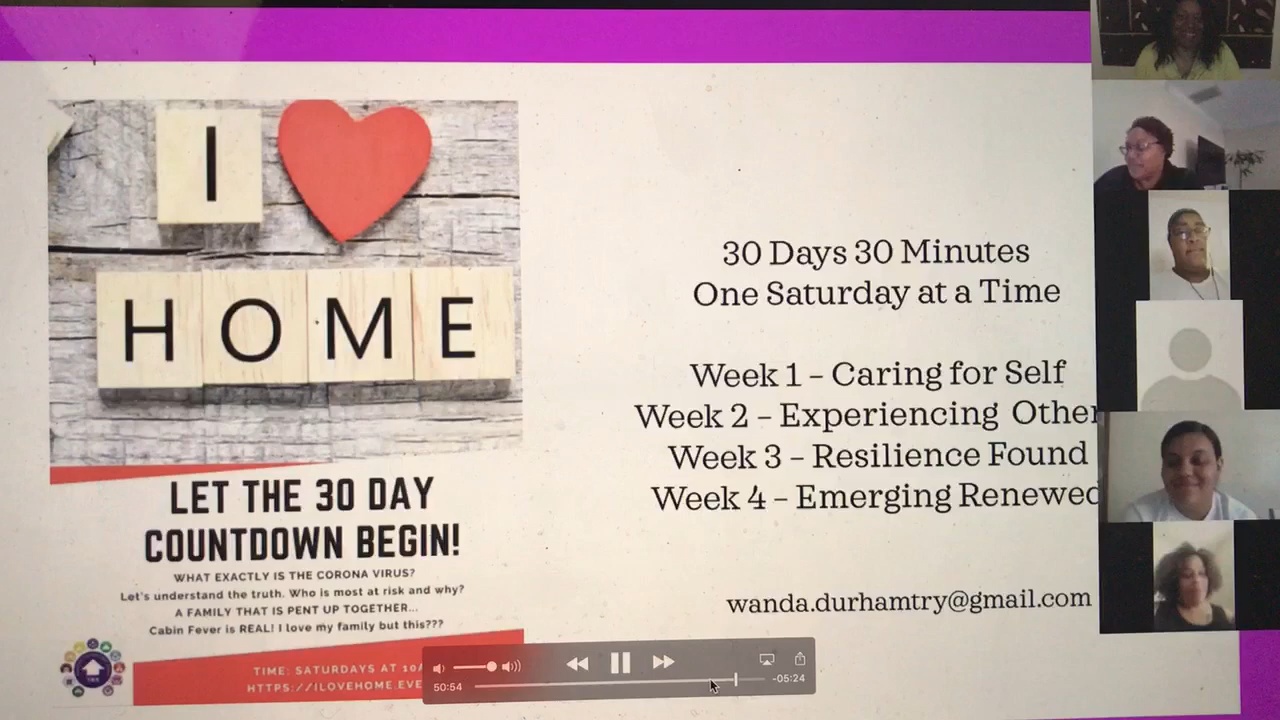 I
HOME
LET THE 30 DAY
COUNTDOWN BEGIN!
WHAT EXACTLY IS THE CORONA VIRUS?
Let's understand the truth. Who is most at risk and why?
A FAMILY THAT IS PENT UP TOGETHER...
Cabin Fever is REAL! I love my family but this???
TIME: SATURDAYS AT
HTTPS://ILOVEHOME.EVE
30 Days 30 Minutes
One Saturday at a Time
Week 1 – Caring for Self
Week 2 – Experiencing Other
Week 3 – Resilience Found
Week 4 – Emerging Renewed
wanda.durhamtry@gmail.com
50:54
-05:24